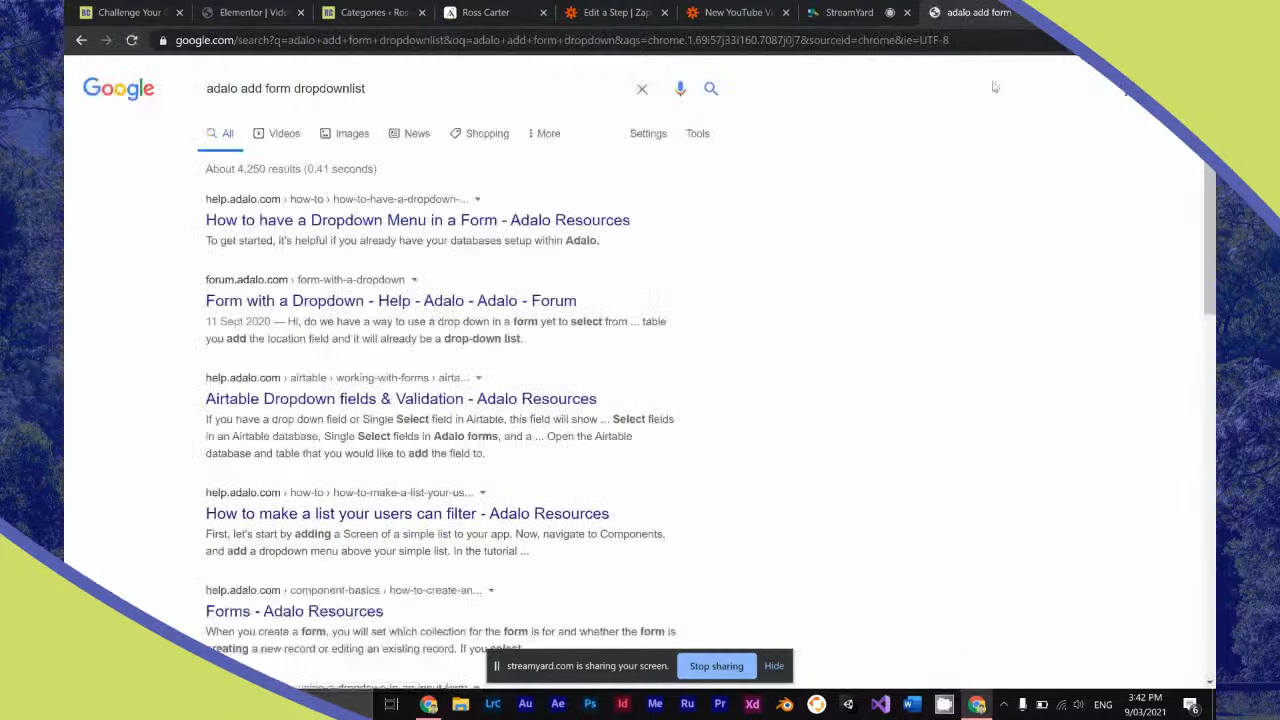 Challenge Your C
Elementor | Vide
Categories ‹ Ros
Ross Carter
Edit a Step | Zap
New YouTube Vi
StreamYard
adalo add form
google.com/search?q=adalo+add+form+dropdownlist&oq=adalo+add+form+dropdown&aqs=chrome.1.69i57j33i160.7087j0j7&sourceid=chrome&ie=UTF-8
Google
adalo add form dropdownlist
All
Videos
Images
News
Shopping
More
Settings
Tools
About 4,250 results (0.41 seconds)
help.adalo.com › how-to › how-to-have-a-dropdown-...
How to have a Dropdown Menu in a Form - Adalo Resources
To get started, it's helpful if you already have your databases setup within Adalo.
forum.adalo.com › form-with-a-dropdown
Form with a Dropdown - Help - Adalo - Adalo - Forum
11 Sept 2020 — Hi, do we have a way to use a drop down in a form yet to select from ... table
you add the location field and it will already be a drop-down list.
help.adalo.com › airtable › working-with-forms › airta...
Airtable Dropdown fields & Validation - Adalo Resources
If you have a drop down field or Single Select field in Airtable, this field will show ... Select fields
in an Airtable database, Single Select fields in Adalo forms, and a ... Open the Airtable
database and table that you would like to add the field to.
help.adalo.com › how-to › how-to-make-a-list-your-us...
How to make a list your users can filter - Adalo Resources
First, let's start by adding a Screen of a simple list to your app. Now, navigate to Components,
and add a dropdown menu above your simple list. In the tutorial ...
help.adalo.com › component-basics › how-to-create-an...
Forms - Adalo Resources
When you create a form, you will set which collection for the form is for and whether the form is
creating a new record or editing an existing record. If you select
streamyard.com is sharing your screen.
Stop sharing
Hide
Lrc
Au
Ae
Ps
Id
Me
Ru
Pr
Xd
ENG
3:42 PM
9/03/2021
6